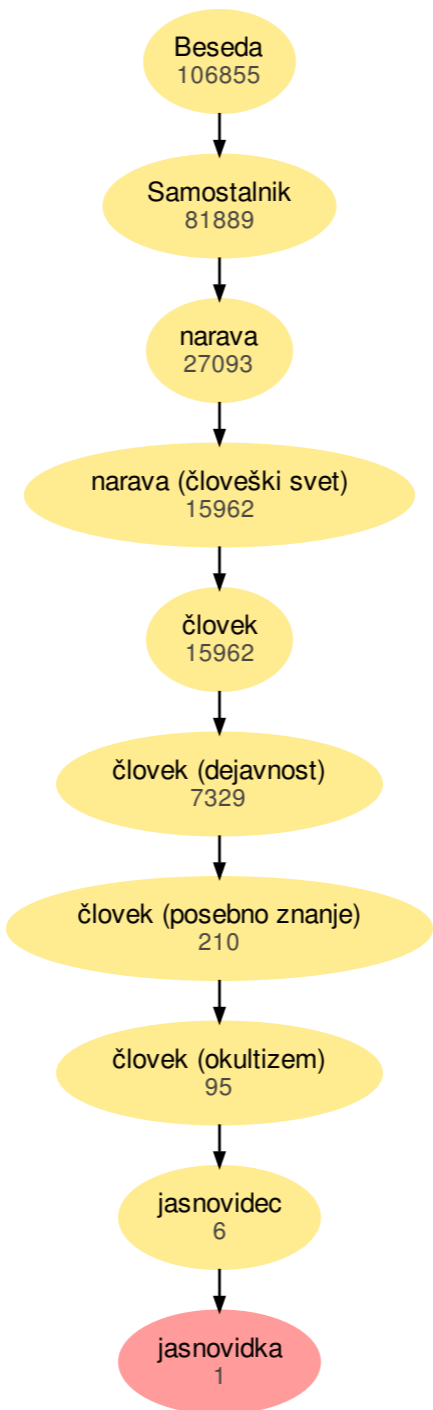 Beseda
106855
Samostalnik
81889
narava
27093
narava (človeški svet)
15962
človek
15962
človek (dejavnost)
7329
človek (posebno znanje)
210
človek (okultizem)
95
jasnovidec
6
jasnovidka
1